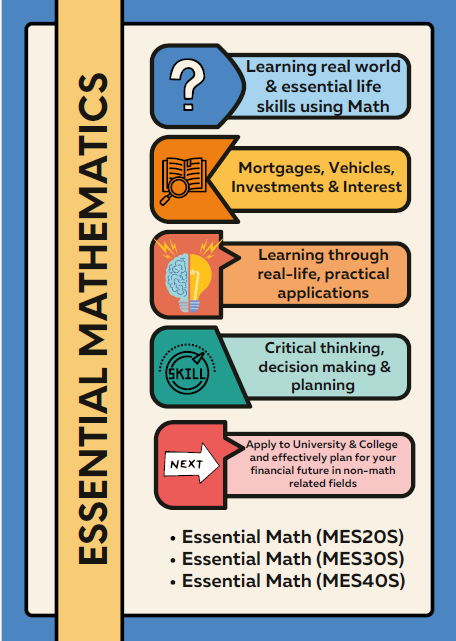 ESSENTIAL MATHEMATICS
?
Learning real world
& essential life
skills using Math
Mortgages, Vehicles,
Investments & Interest
Learning through
real-life, practical
applications
SKILL
Critical thinking,
decision making &
planning
NEXT
Apply to University & College
and effectively plan for your
financial future in non-math
related fields
• Essential Math (MES20S)
• Essential Math (MES30S)
• Essential Math (MES40S)